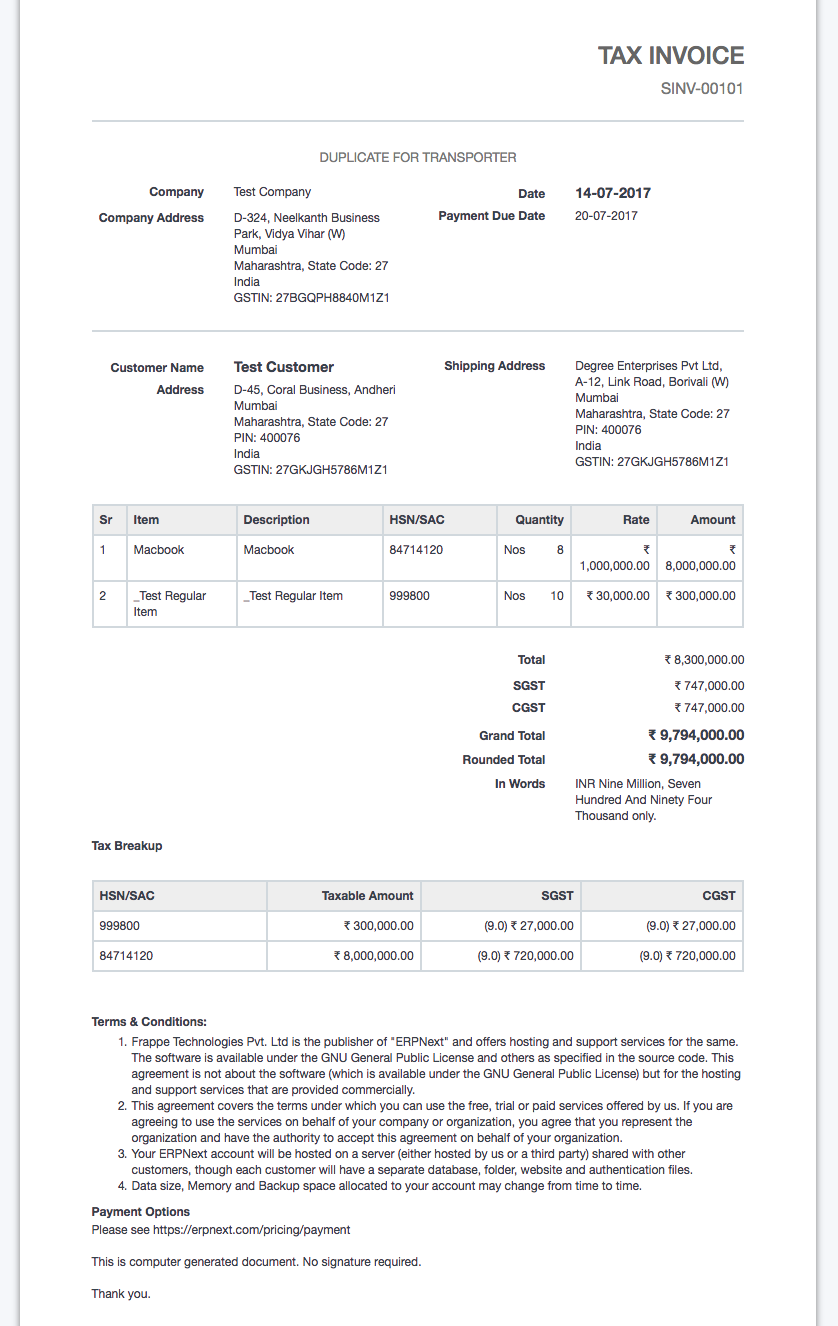 TAX INVOICE
SINV-00101
DUPLICATE FOR TRANSPORTER
Company Test Company
Company Address D-324, Neelkanth Business
Park, Vidya Vihar (W)
Mumbai
Maharashtra, State Code: 27
India
GSTIN: 27BGQPH8840M1Z1
Date 14-07-2017
Payment Due Date 20-07-2017
Customer Name Test Customer
Address D-45, Coral Business, Andheri
Mumbai
Maharashtra, State Code: 27
PIN: 400076
India
GSTIN: 27GKJGH5786M1Z1
Shipping Address Degree Enterprises Pvt Ltd,
A-12, Link Road, Borivali (W)
Mumbai
Maharashtra, State Code: 27
PIN: 400076
India
GSTIN: 27GKJGH5786M1Z1
Sr Item Description HSN/SAC Quantity Rate Amount
1 Macbook Macbook 84714120 Nos 8 ₹ ₹
1,000,000.00 8,000,000.00
2 _Test Regular _Test Regular Item 999800 Nos 10 ₹ 30,000.00 ₹ 300,000.00
Item
Total ₹ 8,300,000.00
SGST ₹ 747,000.00
CGST ₹ 747,000.00
Grand Total ₹ 9,794,000.00
Rounded Total ₹ 9,794,000.00
In Words INR Nine Million, Seven
Hundred And Ninety Four
Thousand only.
Tax Breakup
HSN/SAC Taxable Amount SGST CGST
999800 ₹ 300,000.00 (9.0) ₹ 27,000.00 (9.0) ₹ 27,000.00
84714120 ₹ 8,000,000.00 (9.0) ₹ 720,000.00 (9.0) ₹ 720,000.00
Terms & Conditions:
1. Frappe Technologies Pvt. Ltd is the publisher of "ERPNext" and offers hosting and support services for the same.
The software is available under the GNU General Public License and others as specified in the source code. This
agreement is not about the software (which is available under the GNU General Public License) but for the hosting
and support services that are provided commercially.
2. This agreement covers the terms under which you can use the free, trial or paid services offered by us. If you are
agreeing to use the services on behalf of your company or organization, you agree that you represent the
organization and have the authority to accept this agreement on behalf of your organization.
3. Your ERPNext account will be hosted on a server (either hosted by us or a third party) shared with other
customers, though each customer will have a separate database, folder, website and authentication files.
4. Data size, Memory and Backup space allocated to your account may change from time to time.
Payment Options
Please see https://erpnext.com/pricing/payment
This is computer generated document. No signature required.
Thank you.